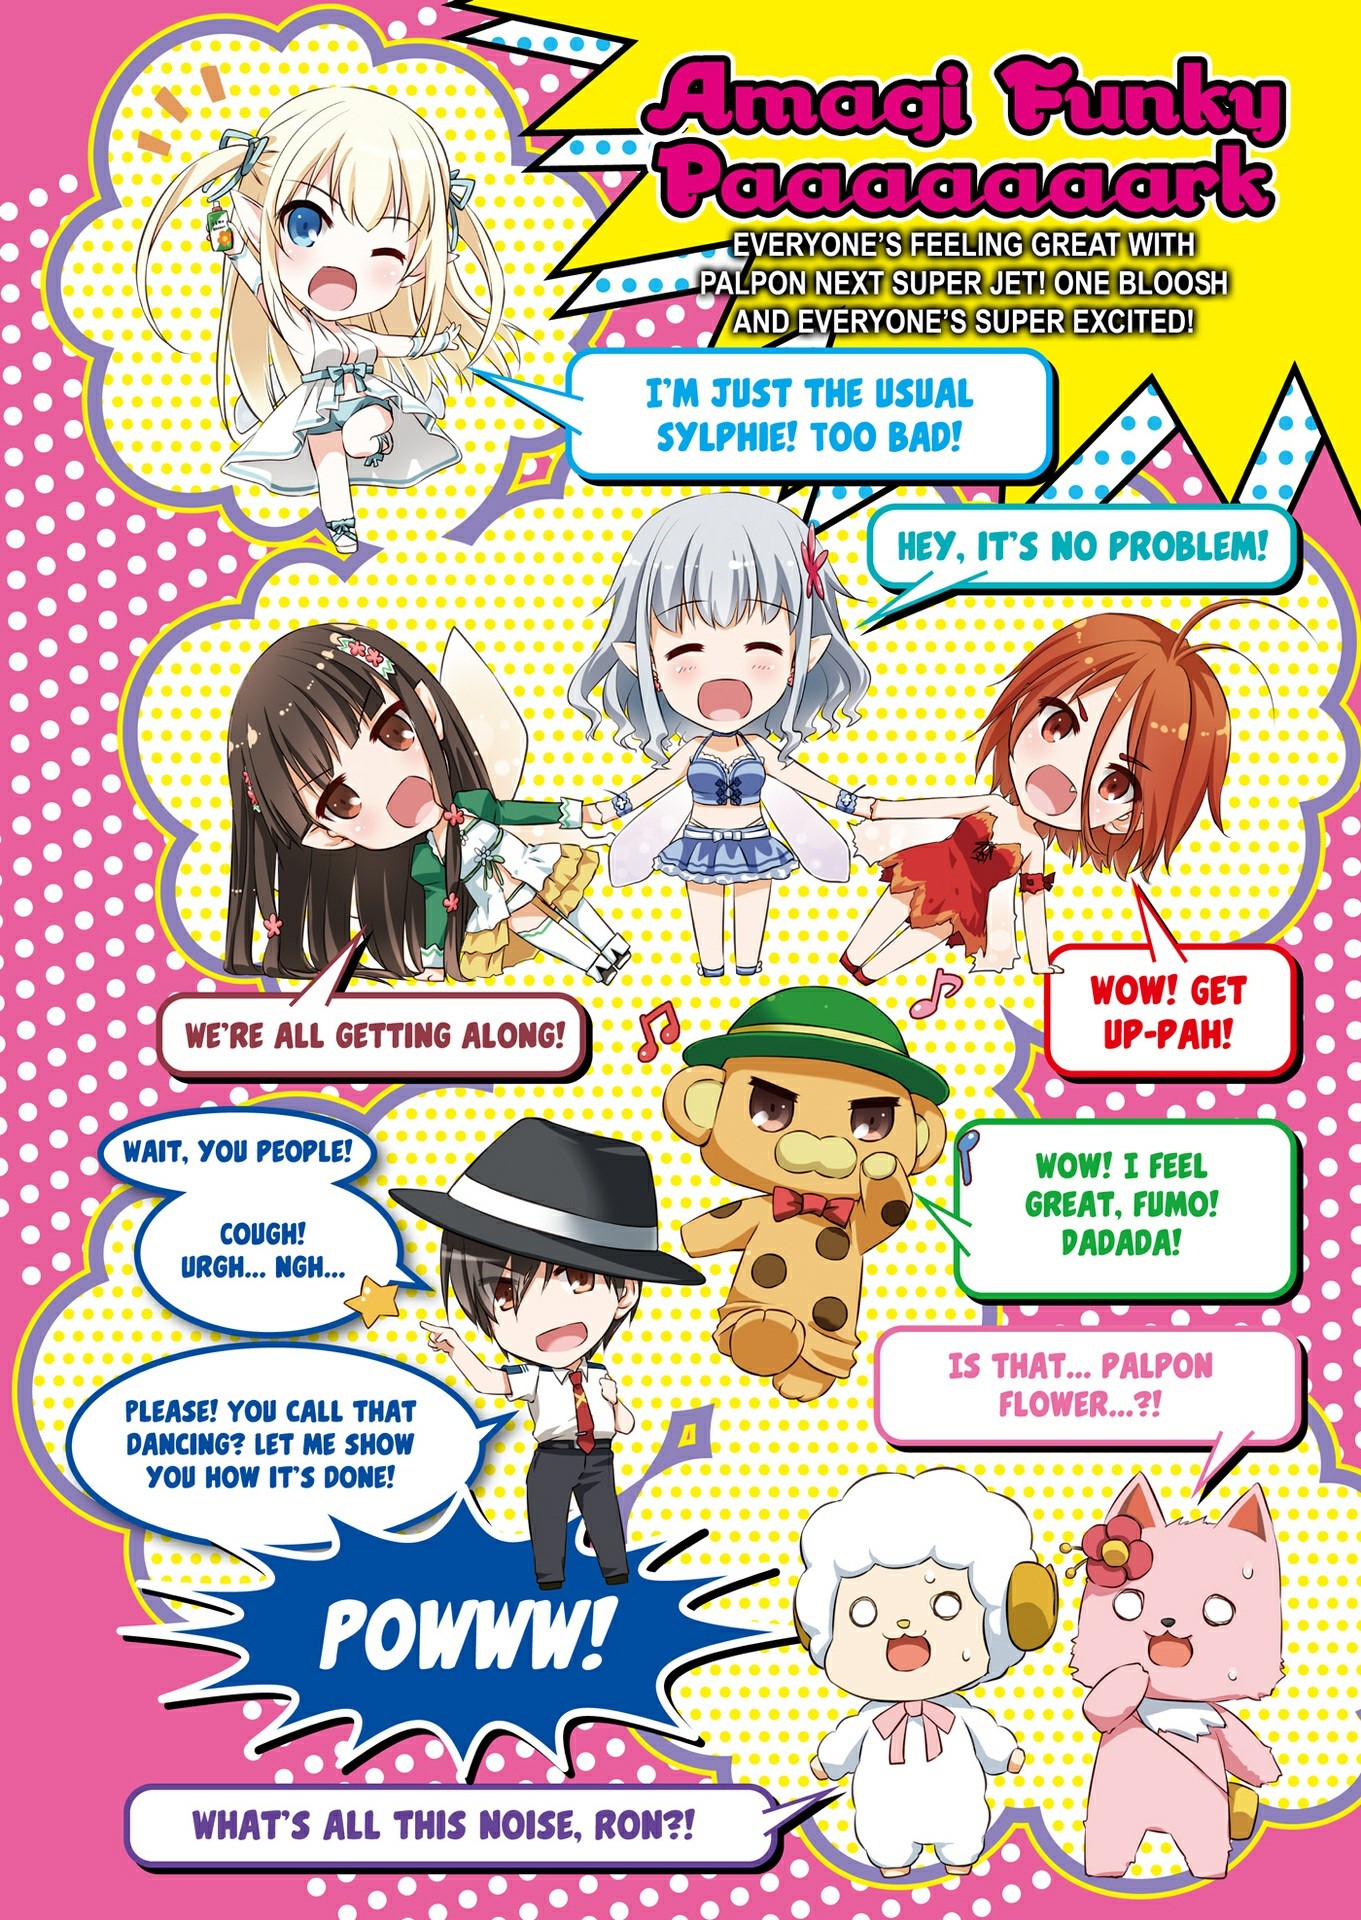 Amagi Funky
Paaaaaaaark
EVERYONE'S FEELING GREAT WITH
PALPON NEXT SUPER JET! ONE BLOOSH
AND EVERYONE'S SUPER EXCITED!
I'M JUST THE USUAL
SYLPHIE! TOO BAD!
HEY, IT'S NO PROBLEM!
WE'RE ALL GETTING ALONG!
WOW! GET
UP-PAH!
WAIT, YOU PEOPLE!
COUGH!
URGH... NGH...
WOW! I FEEL
GREAT, FUMO!
DADADA!
PLEASE! YOU CALL THAT
DANCING? LET ME SHOW
YOU HOW IT'S DONE!
IS THAT... PALPON
FLOWER...?!
POWWW!
WHAT'S ALL THIS NOISE, RON?!